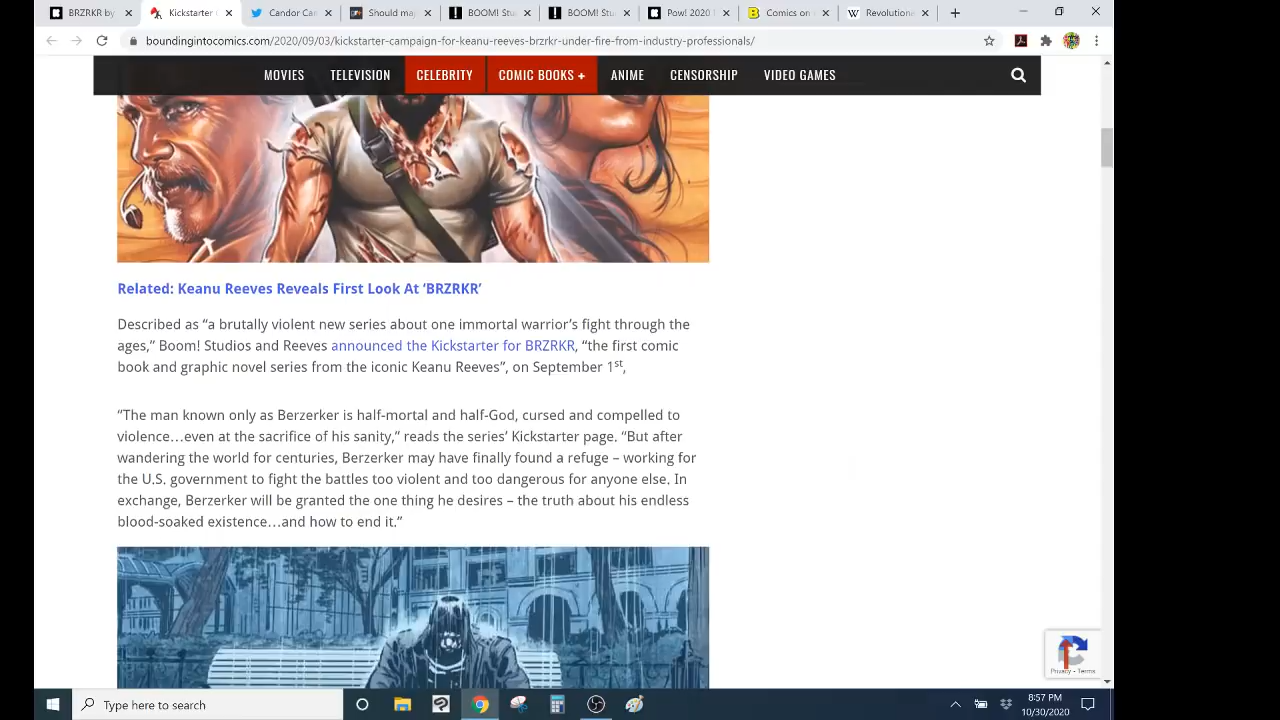 BRZRKR by
Kickstarter c
Candor Can
Should ma
BOOM! Stu
BOOM! Stu
Pow! 2020 I
Comics on
Revolutione
boundingintocomics.com/2020/09/03/kickstarter-campaign-for-keanu-reeves-brzrkr-under-fire-from-industry-professionals/
MOVIES TELEVISION CELEBRITY COMIC BOOKS + ANIME CENSORSHIP VIDEO GAMES
Related: Keanu Reeves Reveals First Look At ‘BRZRKR’
Described as “a brutally violent new series about one immortal warrior’s fight through the
ages,” Boom! Studios and Reeves announced the Kickstarter for BRZRKR, “the first comic
book and graphic novel series from the iconic Keanu Reeves”, on September 1st,
“The man known only as Berzerker is half-mortal and half-God, cursed and compelled to
violence…even at the sacrifice of his sanity,” reads the series’ Kickstarter page. “But after
wandering the world for centuries, Berzerker may have finally found a refuge – working for
the U.S. government to fight the battles too violent and too dangerous for anyone else. In
exchange, Berzerker will be granted the one thing he desires – the truth about his endless
blood-soaked existence…and how to end it.”
Privacy - Terms
Type here to search
8:57 PM
10/30/2020